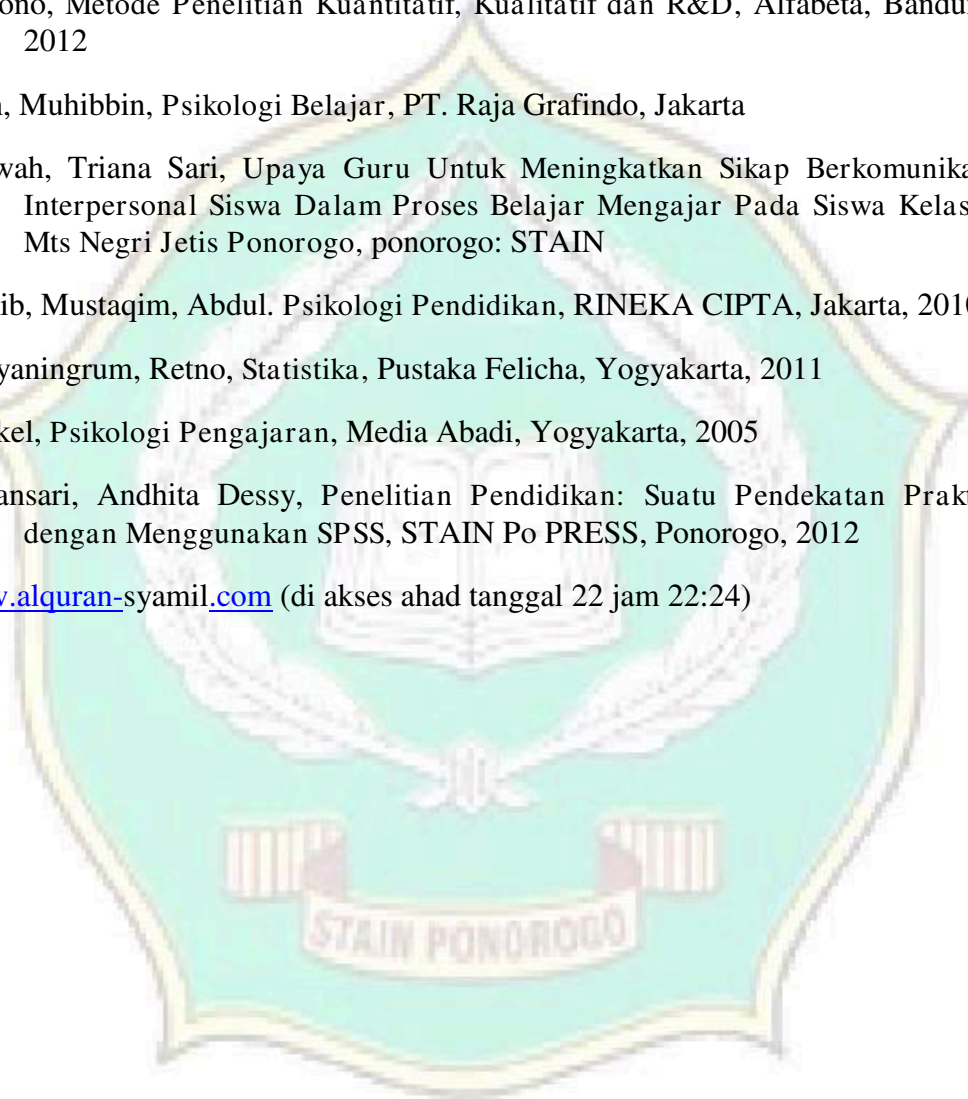 ono, Metode Penelitian Kuantitatif, Kualitatif dan R&D, Alfabeta,
2012
, Muhibbin, Psikologi Belajar, PT. Raja Grafindo, Jakarta
wah, Triana Sari, Upaya Guru Untuk Meningkatkan Sikap Berkomunika
Interpersonal Siswa Dalam Proses Belajar Mengajar Pada Siswa Kelas
Mts Negri Jetis Ponorogo, ponorogo: STAIN
ib, Mustaqim, Abdul. Psikologi Pendidikan, RINEKA CIPTA, Jakarta, 2010
yaningrum, Retno, Statistika, Pustaka Felicha, Yogyakarta, 2011
kel, Psikologi Pengajaran, Media Abadi, Yogyakarta, 2005
ansari, Andhita Dessy, Penelitian Pendidikan: Suatu Pendekatan Prakt
dengan Menggunakan SPSS, STAIN Po PRESS, Ponorogo, 2012
.alquran-syamil.com (di akses ahad tanggal 22 jam 22:24)
STAIN PONOROGO